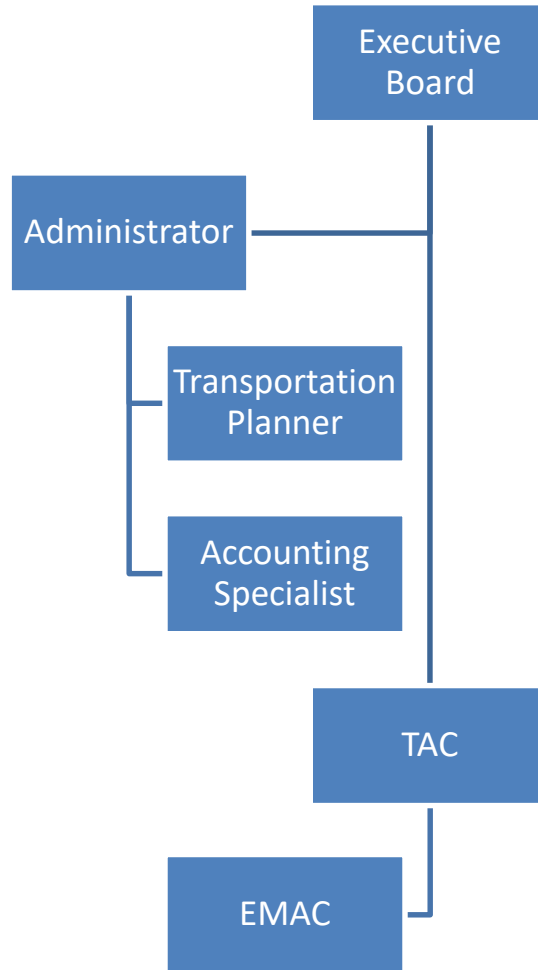 Executive
Board
Administrator
Transportation
Planner
Accounting
Specialist
TAC
EMAC